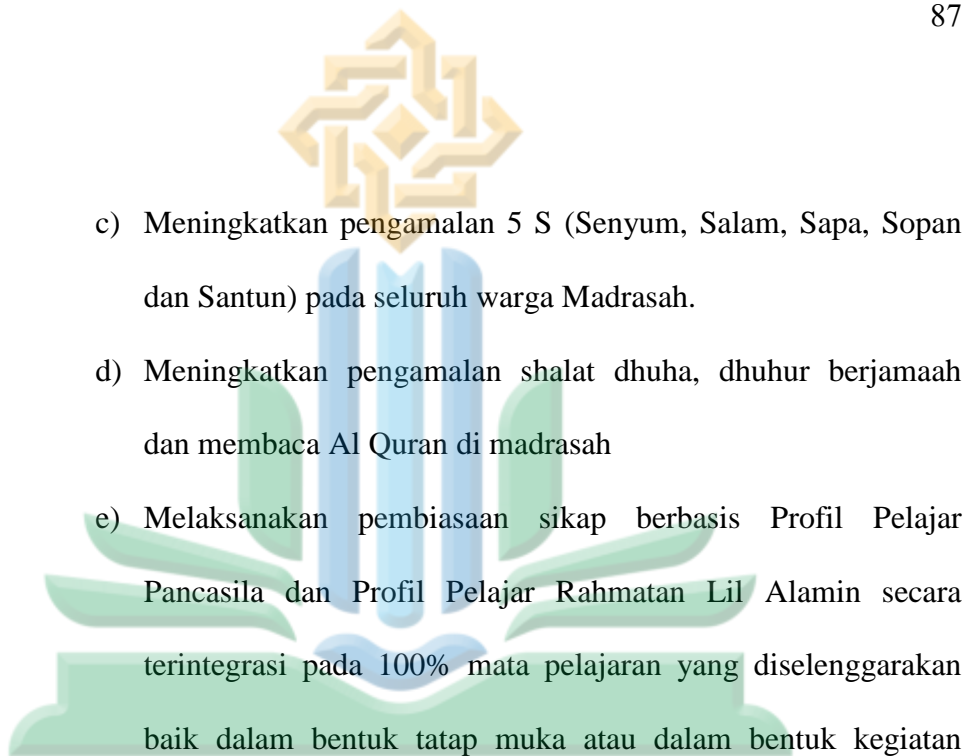 87
c) Meningkatkan pengamalan 5 S (Senyum, Salam, Sapa, Sopan
dan Santun) pada seluruh warga Madrasah.
d) Meningkatkan pengamalan shalat dhuha, dhuhur berjamaah
dan membaca Al Quran di madrasah
e) Melaksanakan pembiasaan sikap berbasis Profil Pelajar
Pancasila dan Profil Pelajar Rahmatan Lil Alamin secara
terintegrasi pada 100% mata pelajaran yang diselenggarakan
baik dalam bentuk tatap muka atau dalam bentuk kegiatan